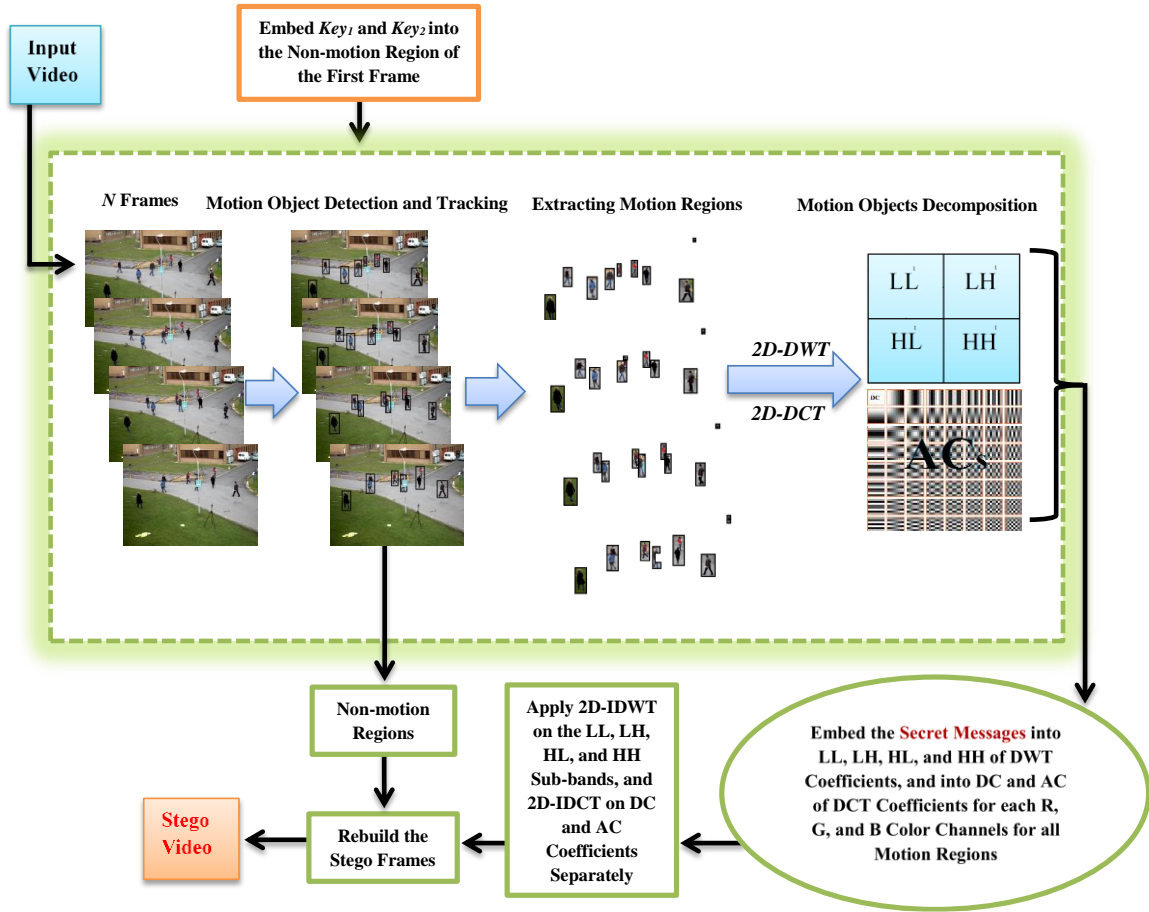 Input
Video
Embed Key₁ and Key₂ into
the Non-motion Region of
the First Frame
N Frames
Motion Object Detection and Tracking
Extracting Motion Regions
Motion Objects Decomposition
LL¹
LH¹
HL¹
HH¹
2D-DWT
2D-DCT
DC
ACs
Non-motion
Regions
Rebuild the
Stego Frames
Stego
Video
Apply 2D-IDWT
on the LL, LH,
HL, and HH
Sub-bands, and
2D-IDCT on DC
and AC
Coefficients
Separately
Embed the Secret Messages into
LL, LH, HL, and HH of DWT
Coefficients, and into DC and AC
of DCT Coefficients for each R,
G, and B Color Channels for all
Motion Regions